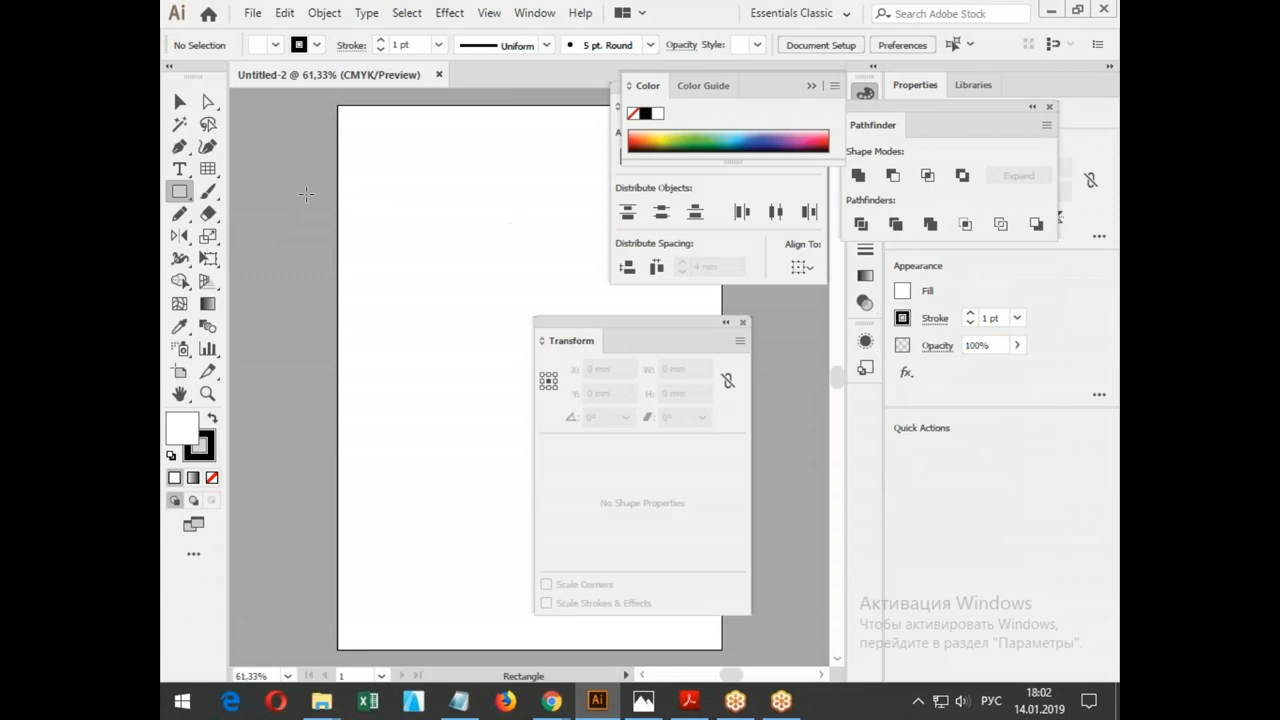 Ai File Edit Object Type Select Effect View Window Help Essentials Classic Search Adobe Stock
No Selection Stroke: 1 pt Uniform 5 pt. Round Opacity Style: Document Setup Preferences
Untitled-2 @ 61,33% (CMYK/Preview)
Color Color Guide
Properties Libraries
Pathfinder
Shape Modes:
Expand
Pathfinders:
Distribute Objects:
Distribute Spacing: Align To:
4 mm
Appearance
Fill
Stroke 1 pt
Opacity 100%
fx.
Quick Actions
Transform
X: 0 mm W: 0 mm
Y: 0 mm H: 0 mm
0° 0°
No Shape Properties
Scale Corners
Scale Strokes & Effects
Активация Windows
Чтобы активировать Windows,
перейдите в раздел "Параметры".
61,33% 1 Rectangle
Ai РУС 18:02
14.01.2019